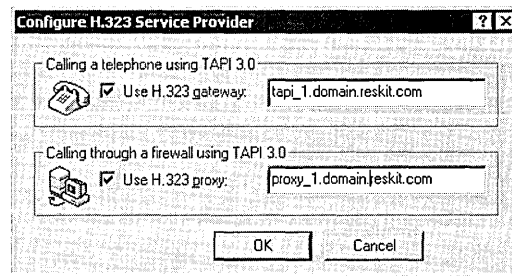 Configure H.323 Service Provider
Calling a telephone using TAPI 3.0
Use H.323 gateway: tapi_1.domain.reskit.com
Calling through a firewall using TAPI 3.0
Use H.323 proxy: proxy_1.domain.reskit.com
OK Cancel